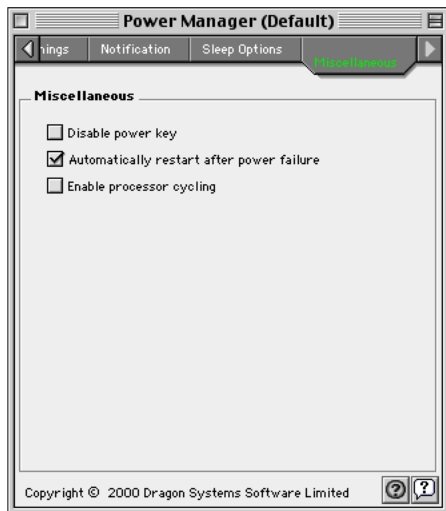 Power Manager (Default)
nings Notification Sleep Options Miscellaneous
Miscellaneous
Disable power key
Automatically restart after power failure
Enable processor cycling
Copyright © 2000 Dragon Systems Software Limited